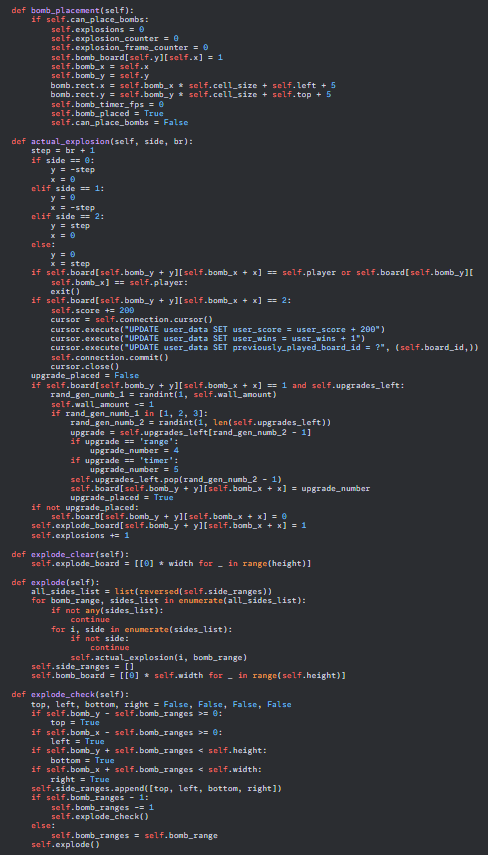 def bomb_placement(self):
    if self.can_place_bombs:
        self.explosions = 0
        self.explosion_counter = 0
        self.explosion_frame_counter = 0
        self.bomb_board[self.y][self.x] = 1
        self.bomb_x = self.x
        self.bomb_y = self.y
        bomb.rect.x = self.bomb_x * self.cell_size + self.left + 5
        bomb.rect.y = self.bomb_y * self.cell_size + self.top + 5
        self.bomb_timer_fps = 0
        self.bomb_placed = True
        self.can_place_bombs = False
def actual_explosion(self, side, br):
    step = br + 1
    if side == 0:
        y = -step
        x = 0
    elif side == 1:
        y = 0
        x = -step
    elif side == 2:
        y = step
        x = 0
    else:
        y = 0
        x = step
    if self.board[self.bomb_y + y][self.bomb_x + x] == self.player or self.board[self.bomb_y][
        self.bomb_x] == self.player:
        exit()
    if self.board[self.bomb_y + y][self.bomb_x + x] == 2:
        self.score += 200
        cursor = self.connection.cursor()
        cursor.execute("UPDATE user_data SET user_score = user_score + 200")
        cursor.execute("UPDATE user_data SET user_wins = user_wins + 1")
        cursor.execute("UPDATE user_data SET previously_played_board_id = ?", (self.board_id,))
        self.connection.commit()
        cursor.close()
    upgrade_placed = False
    if self.board[self.bomb_y + y][self.bomb_x + x] == 1 and self.upgrades_left:
        rand_gen_numb_1 = randint(1, self.wall_amount)
        self.wall_amount -= 1
        if rand_gen_numb_1 in [1, 2, 3]:
            rand_gen_numb_2 = randint(1, len(self.upgrades_left))
            upgrade = self.upgrades_left[rand_gen_numb_2 - 1]
            if upgrade == 'range':
                upgrade_number = 4
            if upgrade == 'timer':
                upgrade_number = 5
            self.upgrades_left.pop(rand_gen_numb_2 - 1)
            self.board[self.bomb_y + y][self.bomb_x + x] = upgrade_number
            upgrade_placed = True
    if not upgrade_placed:
        self.board[self.bomb_y + y][self.bomb_x + x] = 0
    self.explode_board[self.bomb_y + y][self.bomb_x + x] = 1
    self.explosions += 1
def explode_clear(self):
    self.explode_board = [[0] * width for _ in range(height)]
def explode(self):
    all_sides_list = list(reversed(self.side_ranges))
    for bomb_range, sides_list in enumerate(all_sides_list):
        if not any(sides_list):
            continue
        for i, side in enumerate(sides_list):
            if not side:
                continue
            self.actual_explosion(i, bomb_range)
    self.side_ranges = []
    self.bomb_board = [[0] * self.width for _ in range(self.height)]
def explode_check(self):
    top, left, bottom, right = False, False, False, False
    if self.bomb_y - self.bomb_ranges >= 0:
        top = True
    if self.bomb_x - self.bomb_ranges >= 0:
        left = True
    if self.bomb_y + self.bomb_ranges < self.height:
        bottom = True
    if self.bomb_x + self.bomb_ranges < self.width:
        right = True
    self.side_ranges.append([top, left, bottom, right])
    if self.bomb_ranges - 1:
        self.bomb_ranges -= 1
        self.explode_check()
    else:
        self.bomb_ranges = self.bomb_range
    self.explode()